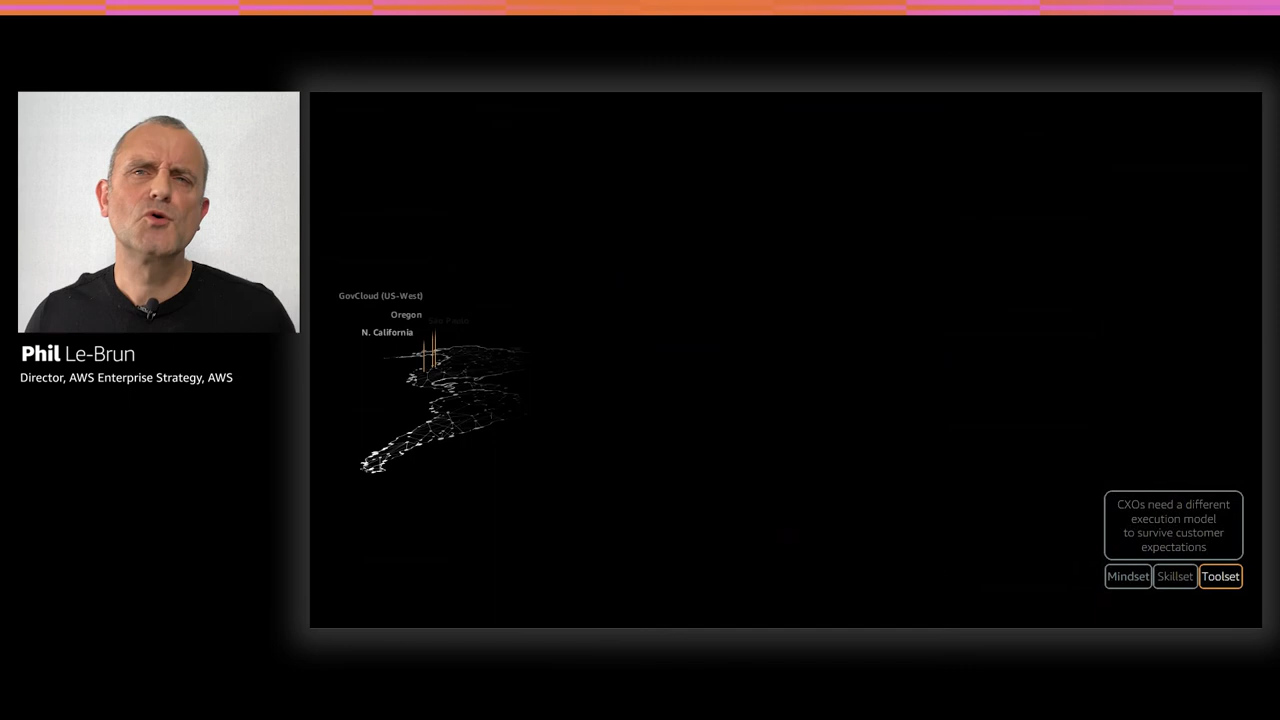 Phil Le-Brun
Director, AWS Enterprise Strategy, AWS
GovCloud (US-West)
Oregon
N. California
CXOs need a different
execution model
to survive customer
expectations
Mindset Skillset Toolset